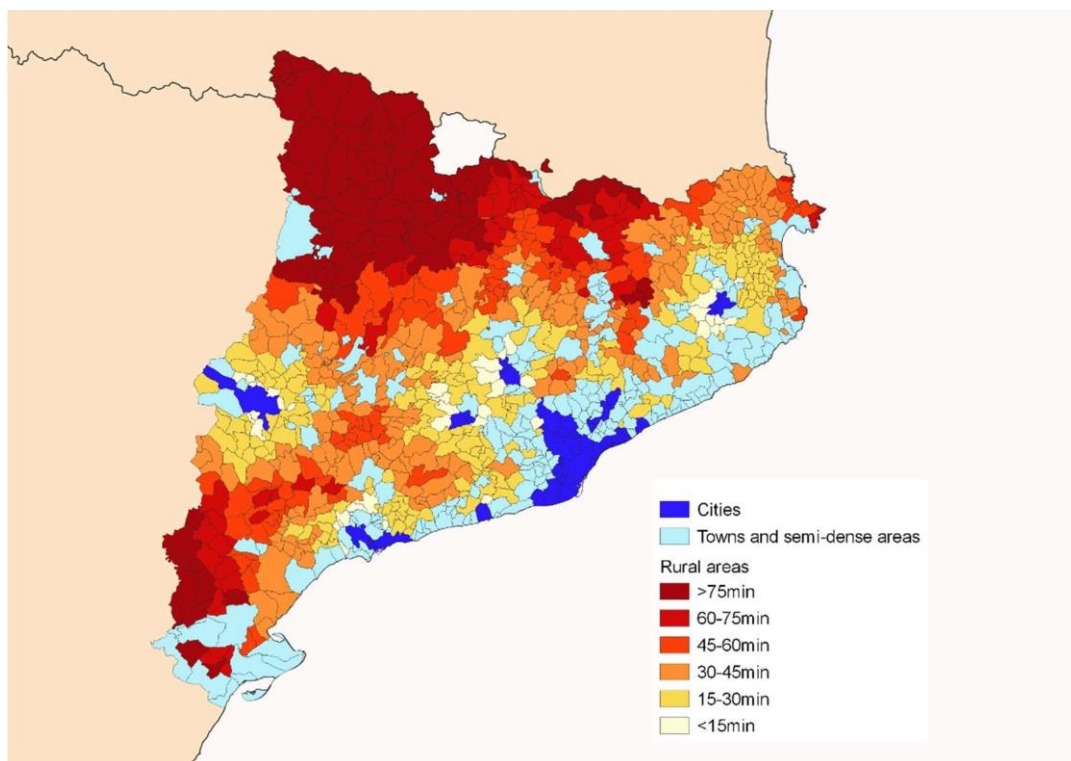 Cities
Towns and semi-dense areas
Rural areas
>75min
60-75min
45-60min
30-45min
15-30min
<15min